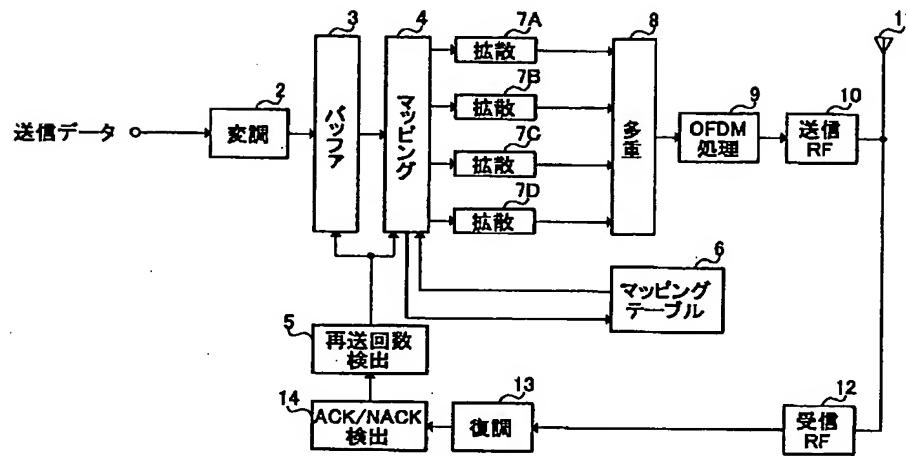 3
4
7A
8
1
拡散
2
7B
9
10
送信データ
変調
バッファ
マッピング
拡散
多重
OFDM
処理
送信
RF
7C
拡散
7D
拡散
6
マッピング
テーブル
5
再送回数
検出
14
13
12
ACK/NACK
検出
復調
受信
RF